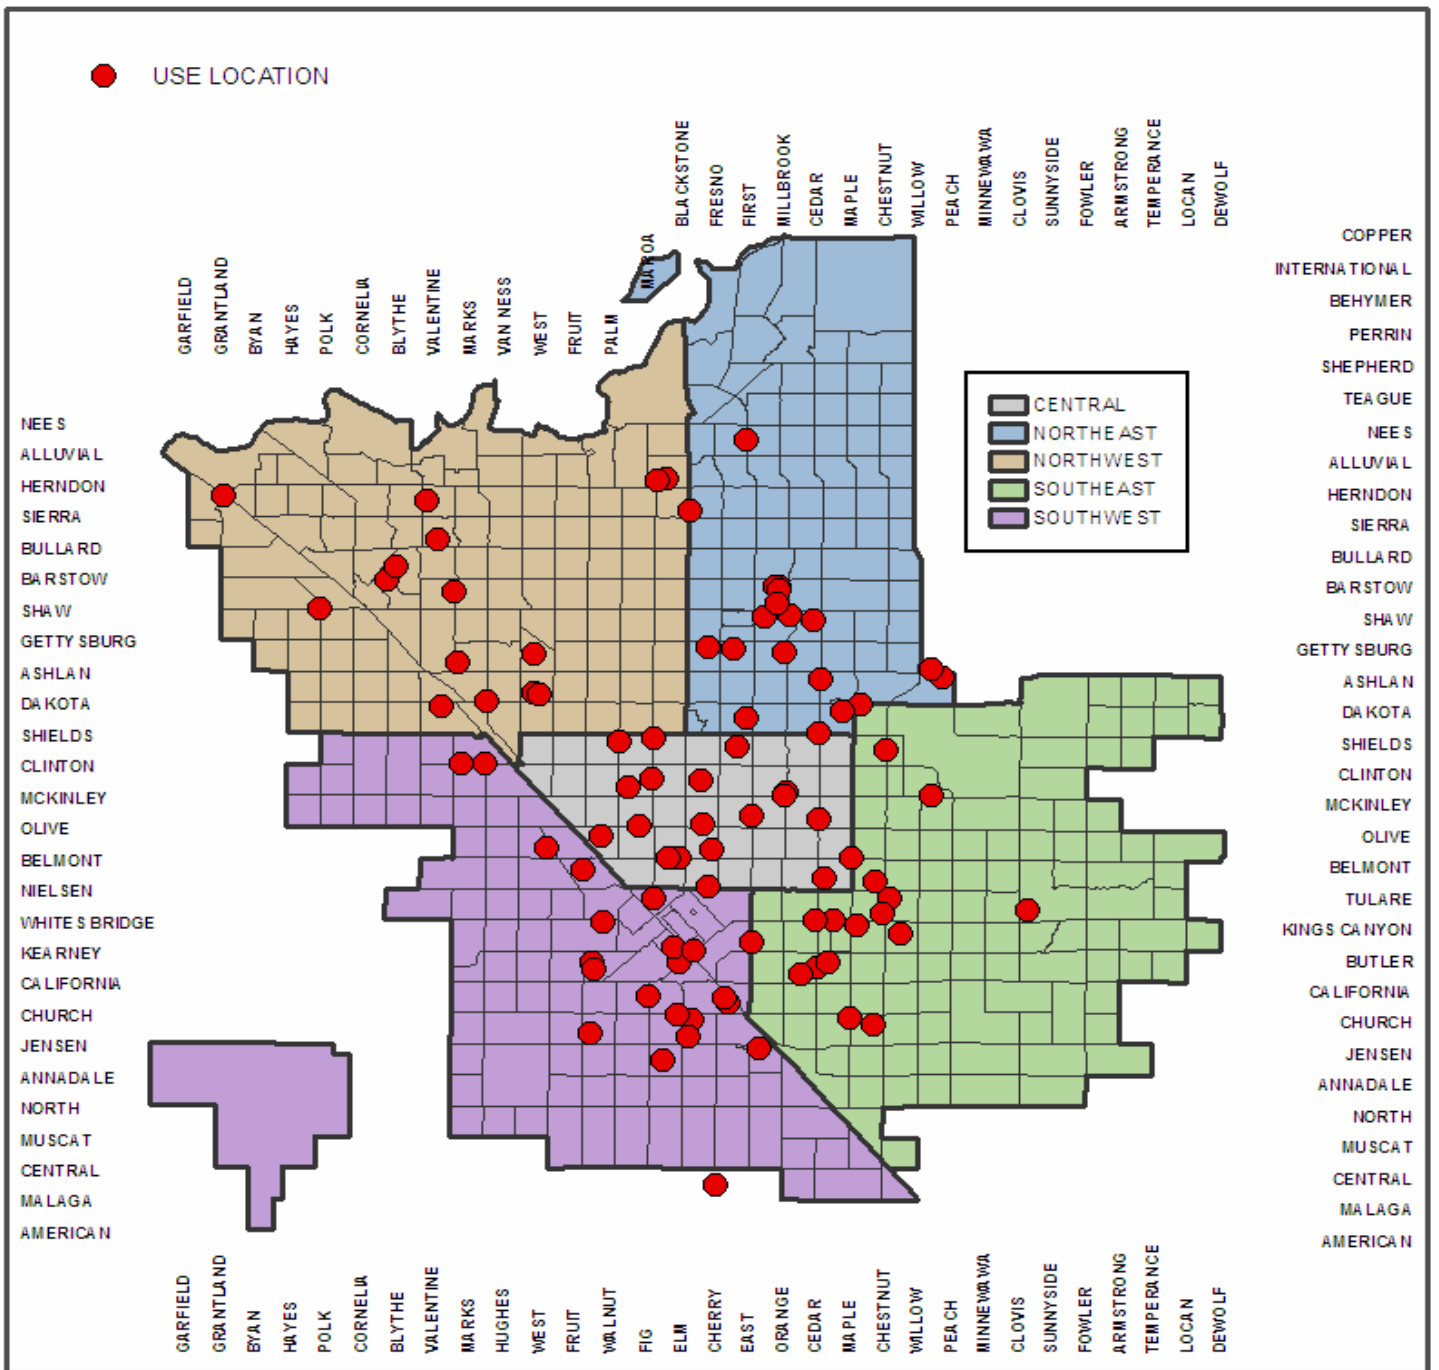 USE LOCATION
BLACKSTONE
FRESNO
FIRST
MILLBROOK
CEDAR
MAPLE
CHESTNUT
WILLOW
PEACH
MINNEWAWA
CLOVIS
SUNNYSIDE
FOWLER
ARMSTRONG
TEMPERANCE
LOCAN
DEWOLF
GARFIELD
GRANTLAND
BYAN
HAYES
POLK
CORNELIA
BLYTHE
VALENTINE
MARKS
VAN NESS
WEST
FRUIT
PALM
MAROA
COPPER
INTERNATIONAL
BEHYMER
PERRIN
SHEPHERD
TEAGUE
NEES
ALLUVIAL
HERNDON
SIERRA
BULLARD
BARSTOW
SHAW
GETTYSBURG
ASHLAN
DAKOTA
SHIELDS
CLINTON
MCKINLEY
OLIVE
BELMONT
TULARE
KINGS CANYON
BUTLER
CALIFORNIA
CHURCH
JENSEN
ANNADALE
NORTH
MUSCAT
CENTRAL
MALAGA
AMERICAN
CENTRAL
NORTHEAST
NORTHWEST
SOUTHEAST
SOUTHWEST
NEES
ALLUVIAL
HERNDON
SIERRA
BULLARD
BARSTOW
SHAW
GETTYSBURG
ASHLAN
DAKOTA
SHIELDS
CLINTON
MCKINLEY
OLIVE
BELMONT
NIELSEN
WHITESBRIDGE
KEARNEY
CALIFORNIA
CHURCH
JENSEN
ANNADALE
NORTH
MUSCAT
CENTRAL
MALAGA
AMERICAN
GARFIELD
GRANTLAND
BYAN
HAYES
POLK
CORNELIA
BLYTHE
VALENTINE
MARKS
HUGHES
WEST
FRUIT
WALNUT
FIG
ELM
CHERRY
EAST
ORANGE
CEDAR
MAPLE
CHESTNUT
WILLOW
PEACH
MINNEWAWA
CLOVIS
SUNNYSIDE
FOWLER
ARMSTRONG
TEMPERANCE
LOCAN
DEWOLF